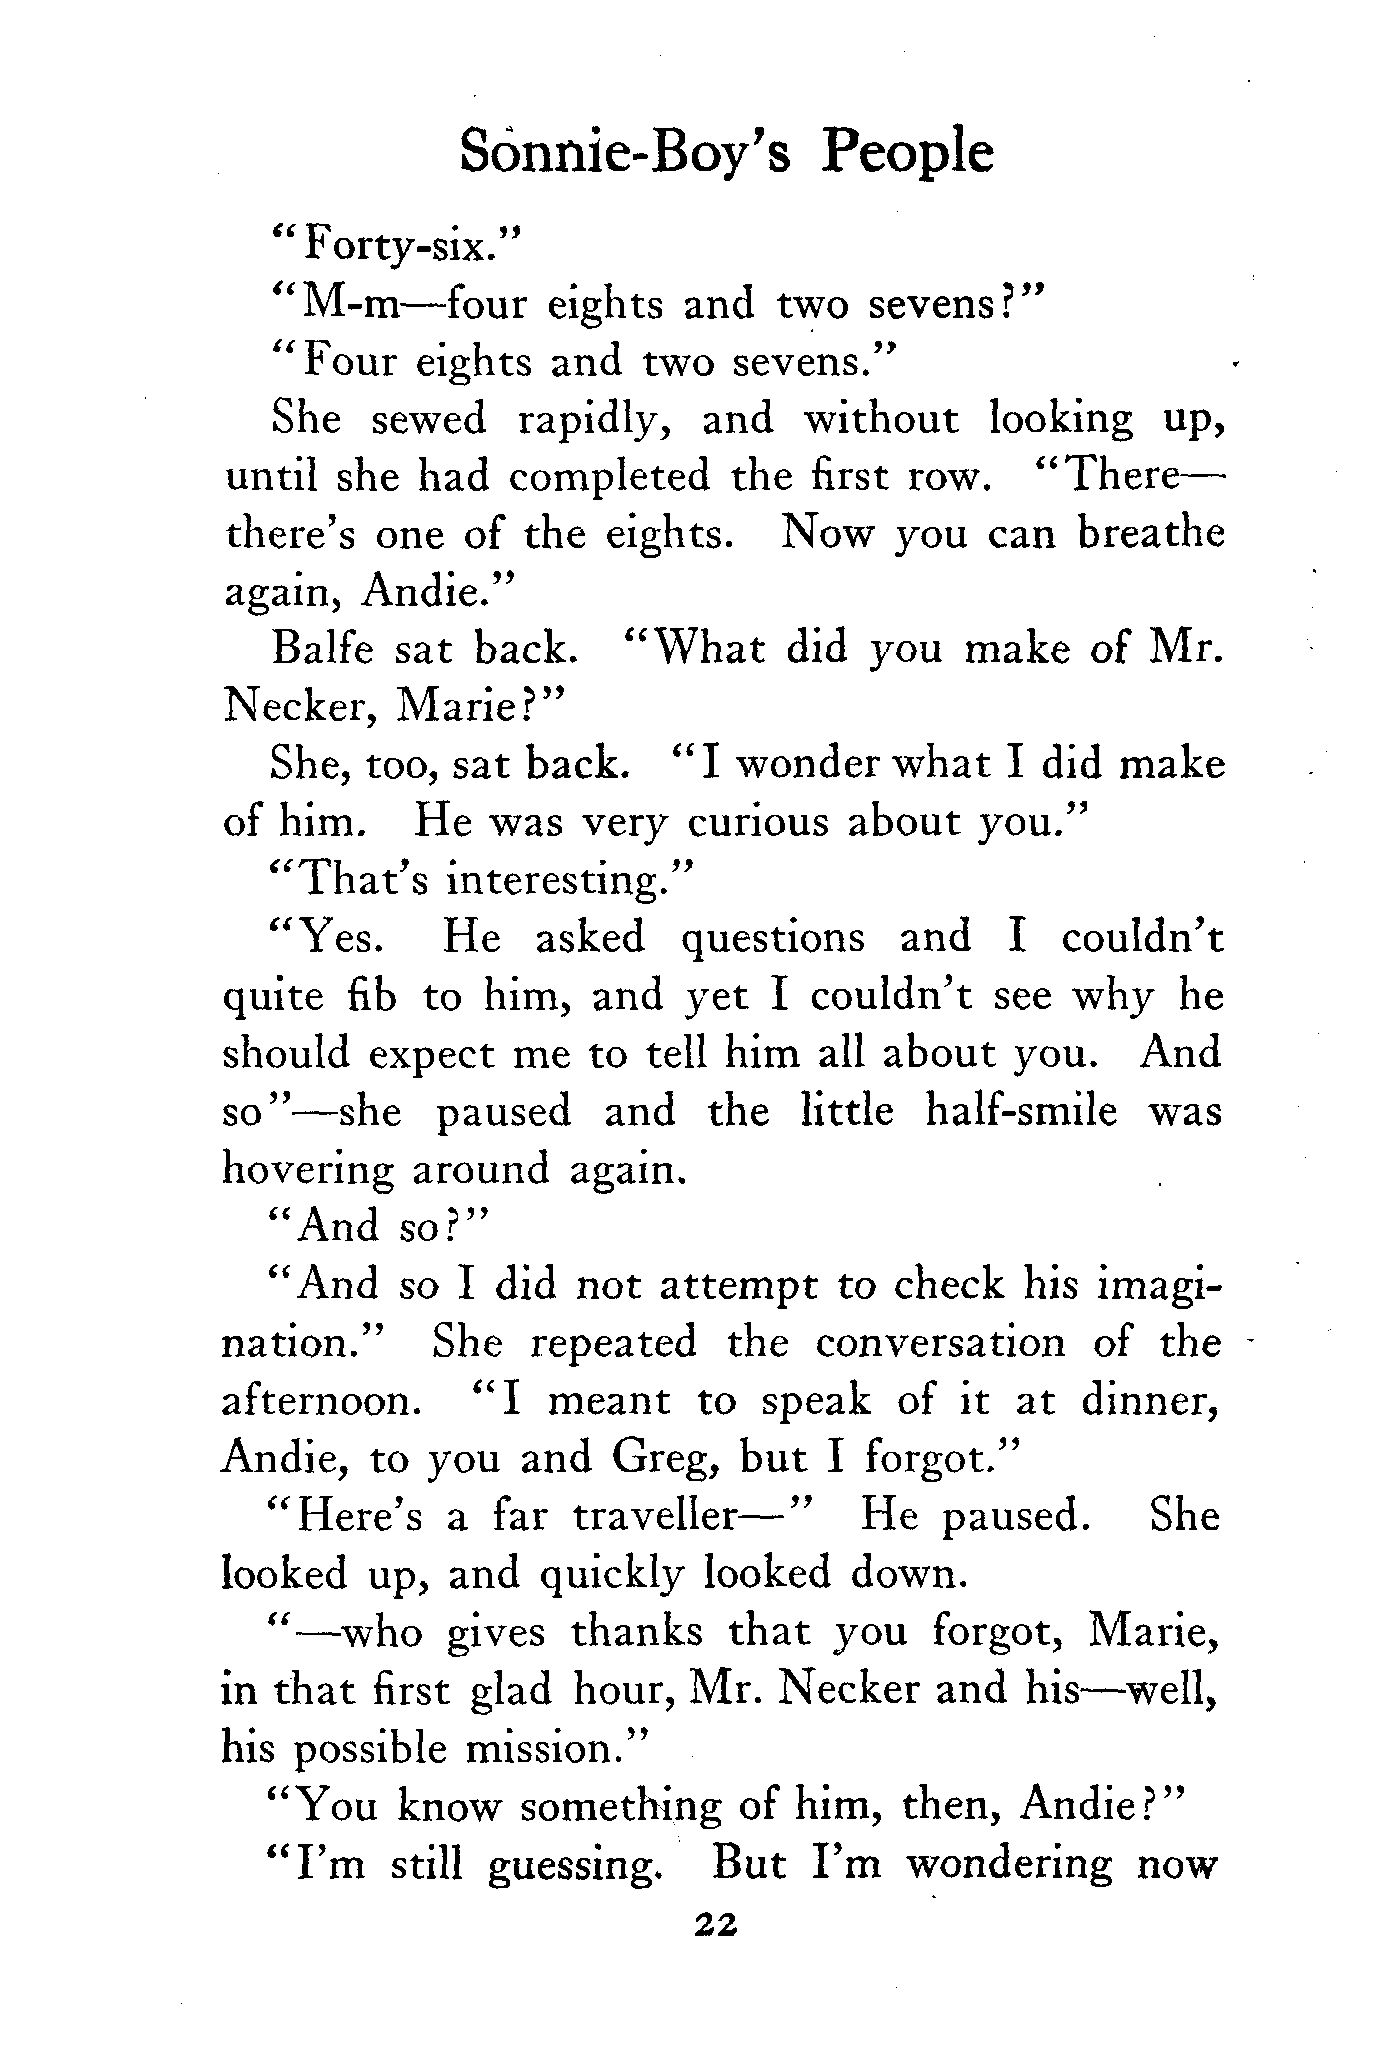 Sonnie-Boy's People
"Forty-six."
"M-m—four eights and two sevens?"
"Four eights and two sevens."
She sewed rapidly, and without looking up,
until she had completed the first row. "There—
there's one of the eights. Now you can breathe
again, Andie."
Balfe sat back. "What did you make of Mr.
Necker, Marie?"
She, too, sat back. "I wonder what I did make
of him. He was very curious about you."
"That's interesting."
"Yes. He asked questions and I couldn't
quite fib to him, and yet I couldn't see why he
should expect me to tell him all about you. And
so"—she paused and the little half-smile was
hovering around again.
"And so?"
"And so I did not attempt to check his imagi-
nation." She repeated the conversation of the
afternoon. "I meant to speak of it at dinner,
Andie, to you and Greg, but I forgot."
"Here's a far traveller—" He paused. She
looked up, and quickly looked down.
"—who gives thanks that you forgot, Marie,
in that first glad hour, Mr. Necker and his—well,
his possible mission."
"You know something of him, then, Andie?"
"I'm still guessing. But I'm wondering now
22